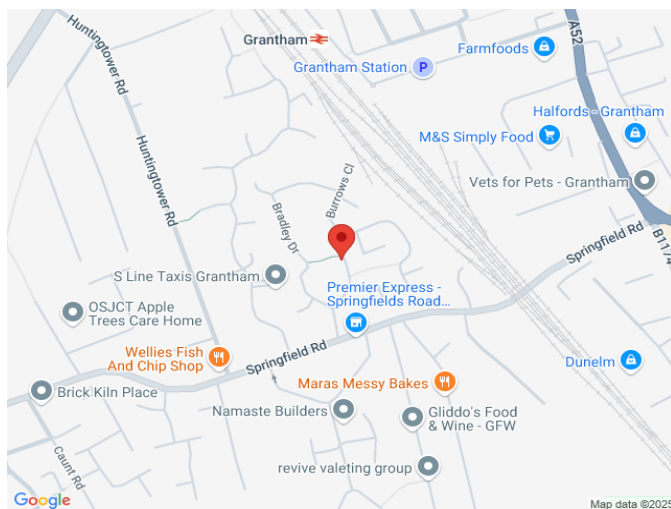 Huntingtower Rd
Grantham
Grantham Station
P
Farmfoods
A52
Halfords - Grantham
M&S Simply Food
Vets for Pets - Grantham
B1174
Huntingtower Rd
Burrows Cl
Bradley Dr
Springfield Rd
S Line Taxis Grantham
Premier Express -
Springfields Road...
OSJCT Apple
Trees Care Home
Wellies Fish
And Chip Shop
Springfield Rd
Dunelm
Maras Messy Bakes
Brick Kiln Place
Namaste Builders
Gliddo's Food
& Wine - GFW
Caunt Rd
revive valeting group
Google
Map data ©2025